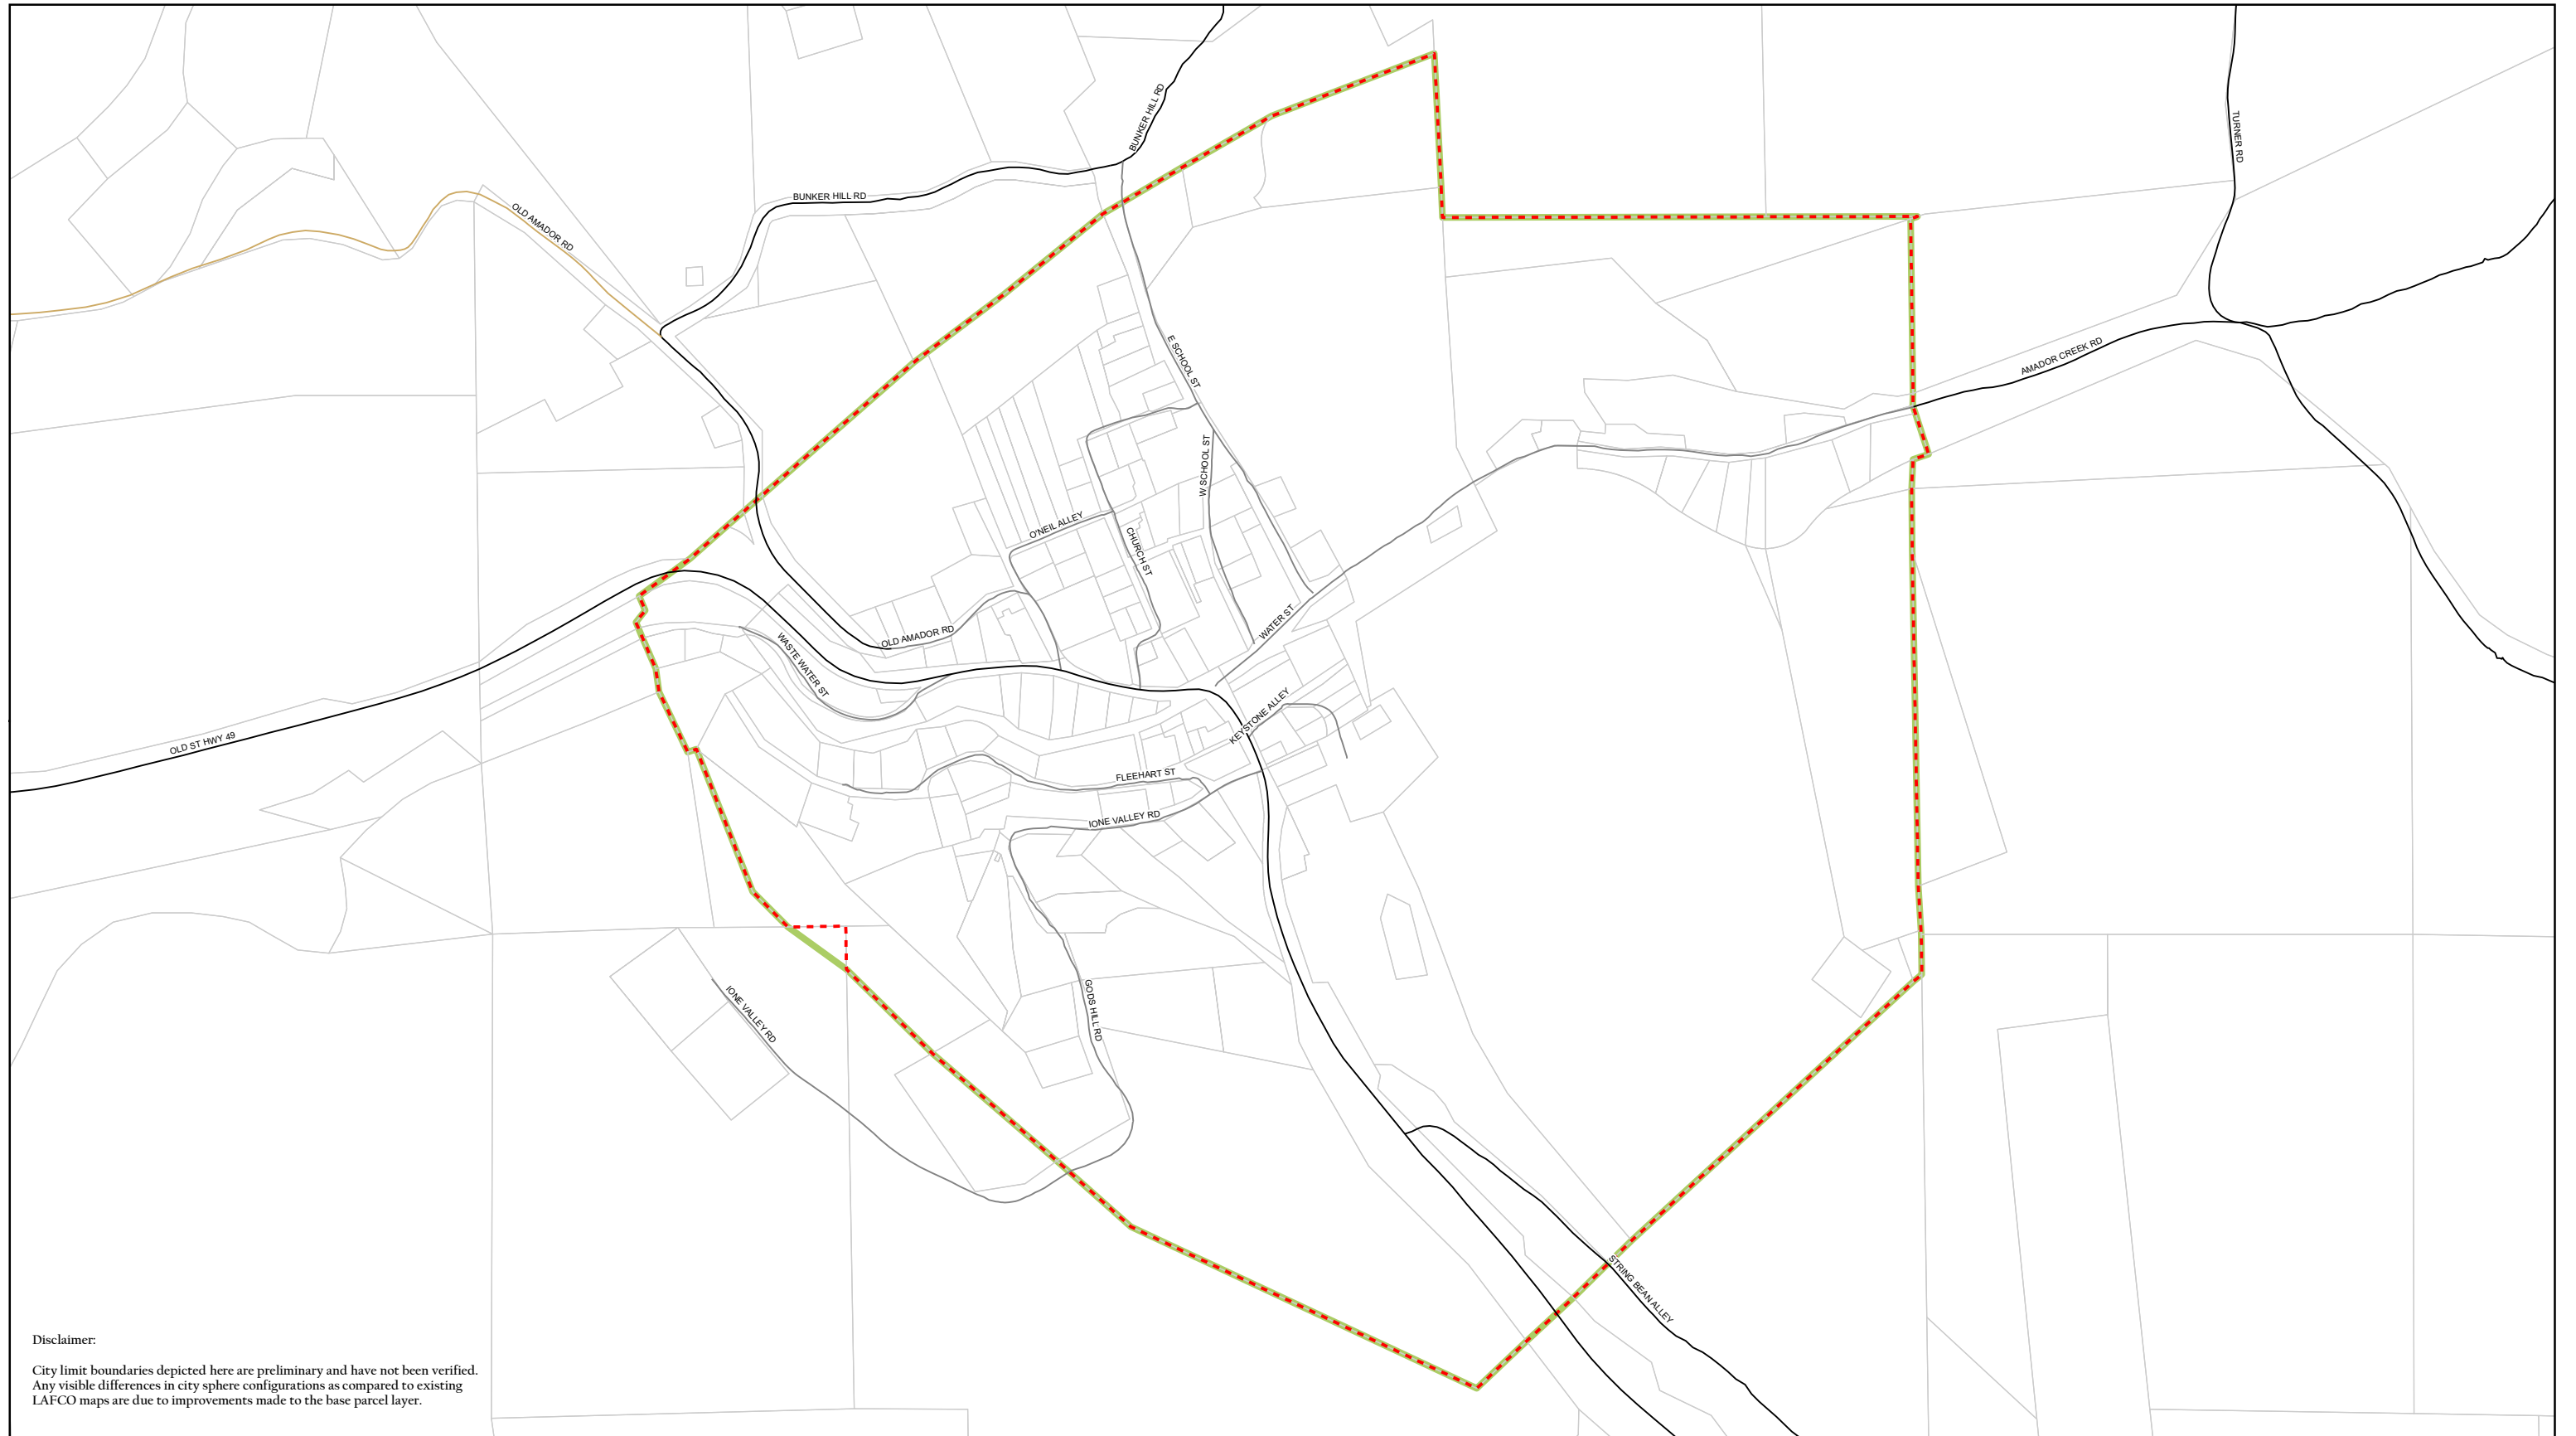 BUNKER HILL RD
TURNER RD
BUNKER HILL RD
OLD AMADOR RD
E SCHOOL ST
AMADOR CREEK RD
W SCHOOL ST
O'NEIL ALLEY
CHURCH ST
WATER ST
OLD AMADOR RD
WASTE WATER ST
KEYSTONE ALLEY
OLD ST HWY 49
FLEEHART ST
IONE VALLEY RD
GODS HILL RD
IONE VALLEY RD
STRING BEAN ALLEY
Disclaimer:
City limit boundaries depicted here are preliminary and have not been verified.
Any visible differences in city sphere configurations as compared to existing
LAFCO maps are due to improvements made to the base parcel layer.